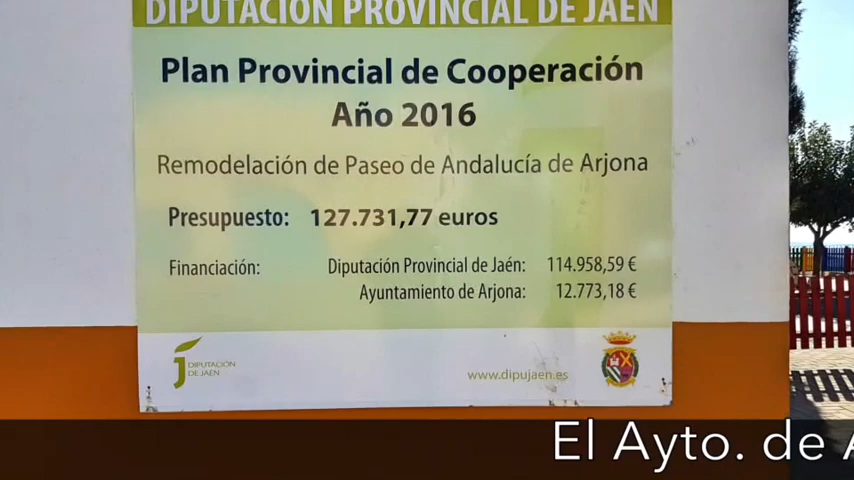 DIPUTACIÓN PROVINCIAL DE JAÉN
Plan Provincial de Cooperación
Año 2016
Remodelación de Paseo de Andalucía de Arjona
Presupuesto: 127.731,77 euros
Financiación: Diputación Provincial de Jaén: 114.958,59 €
Ayuntamiento de Arjona: 12.773,18 €
DIPUTACIÓN
DE JAÉN
www.dipujaen.es
El Ayto. de